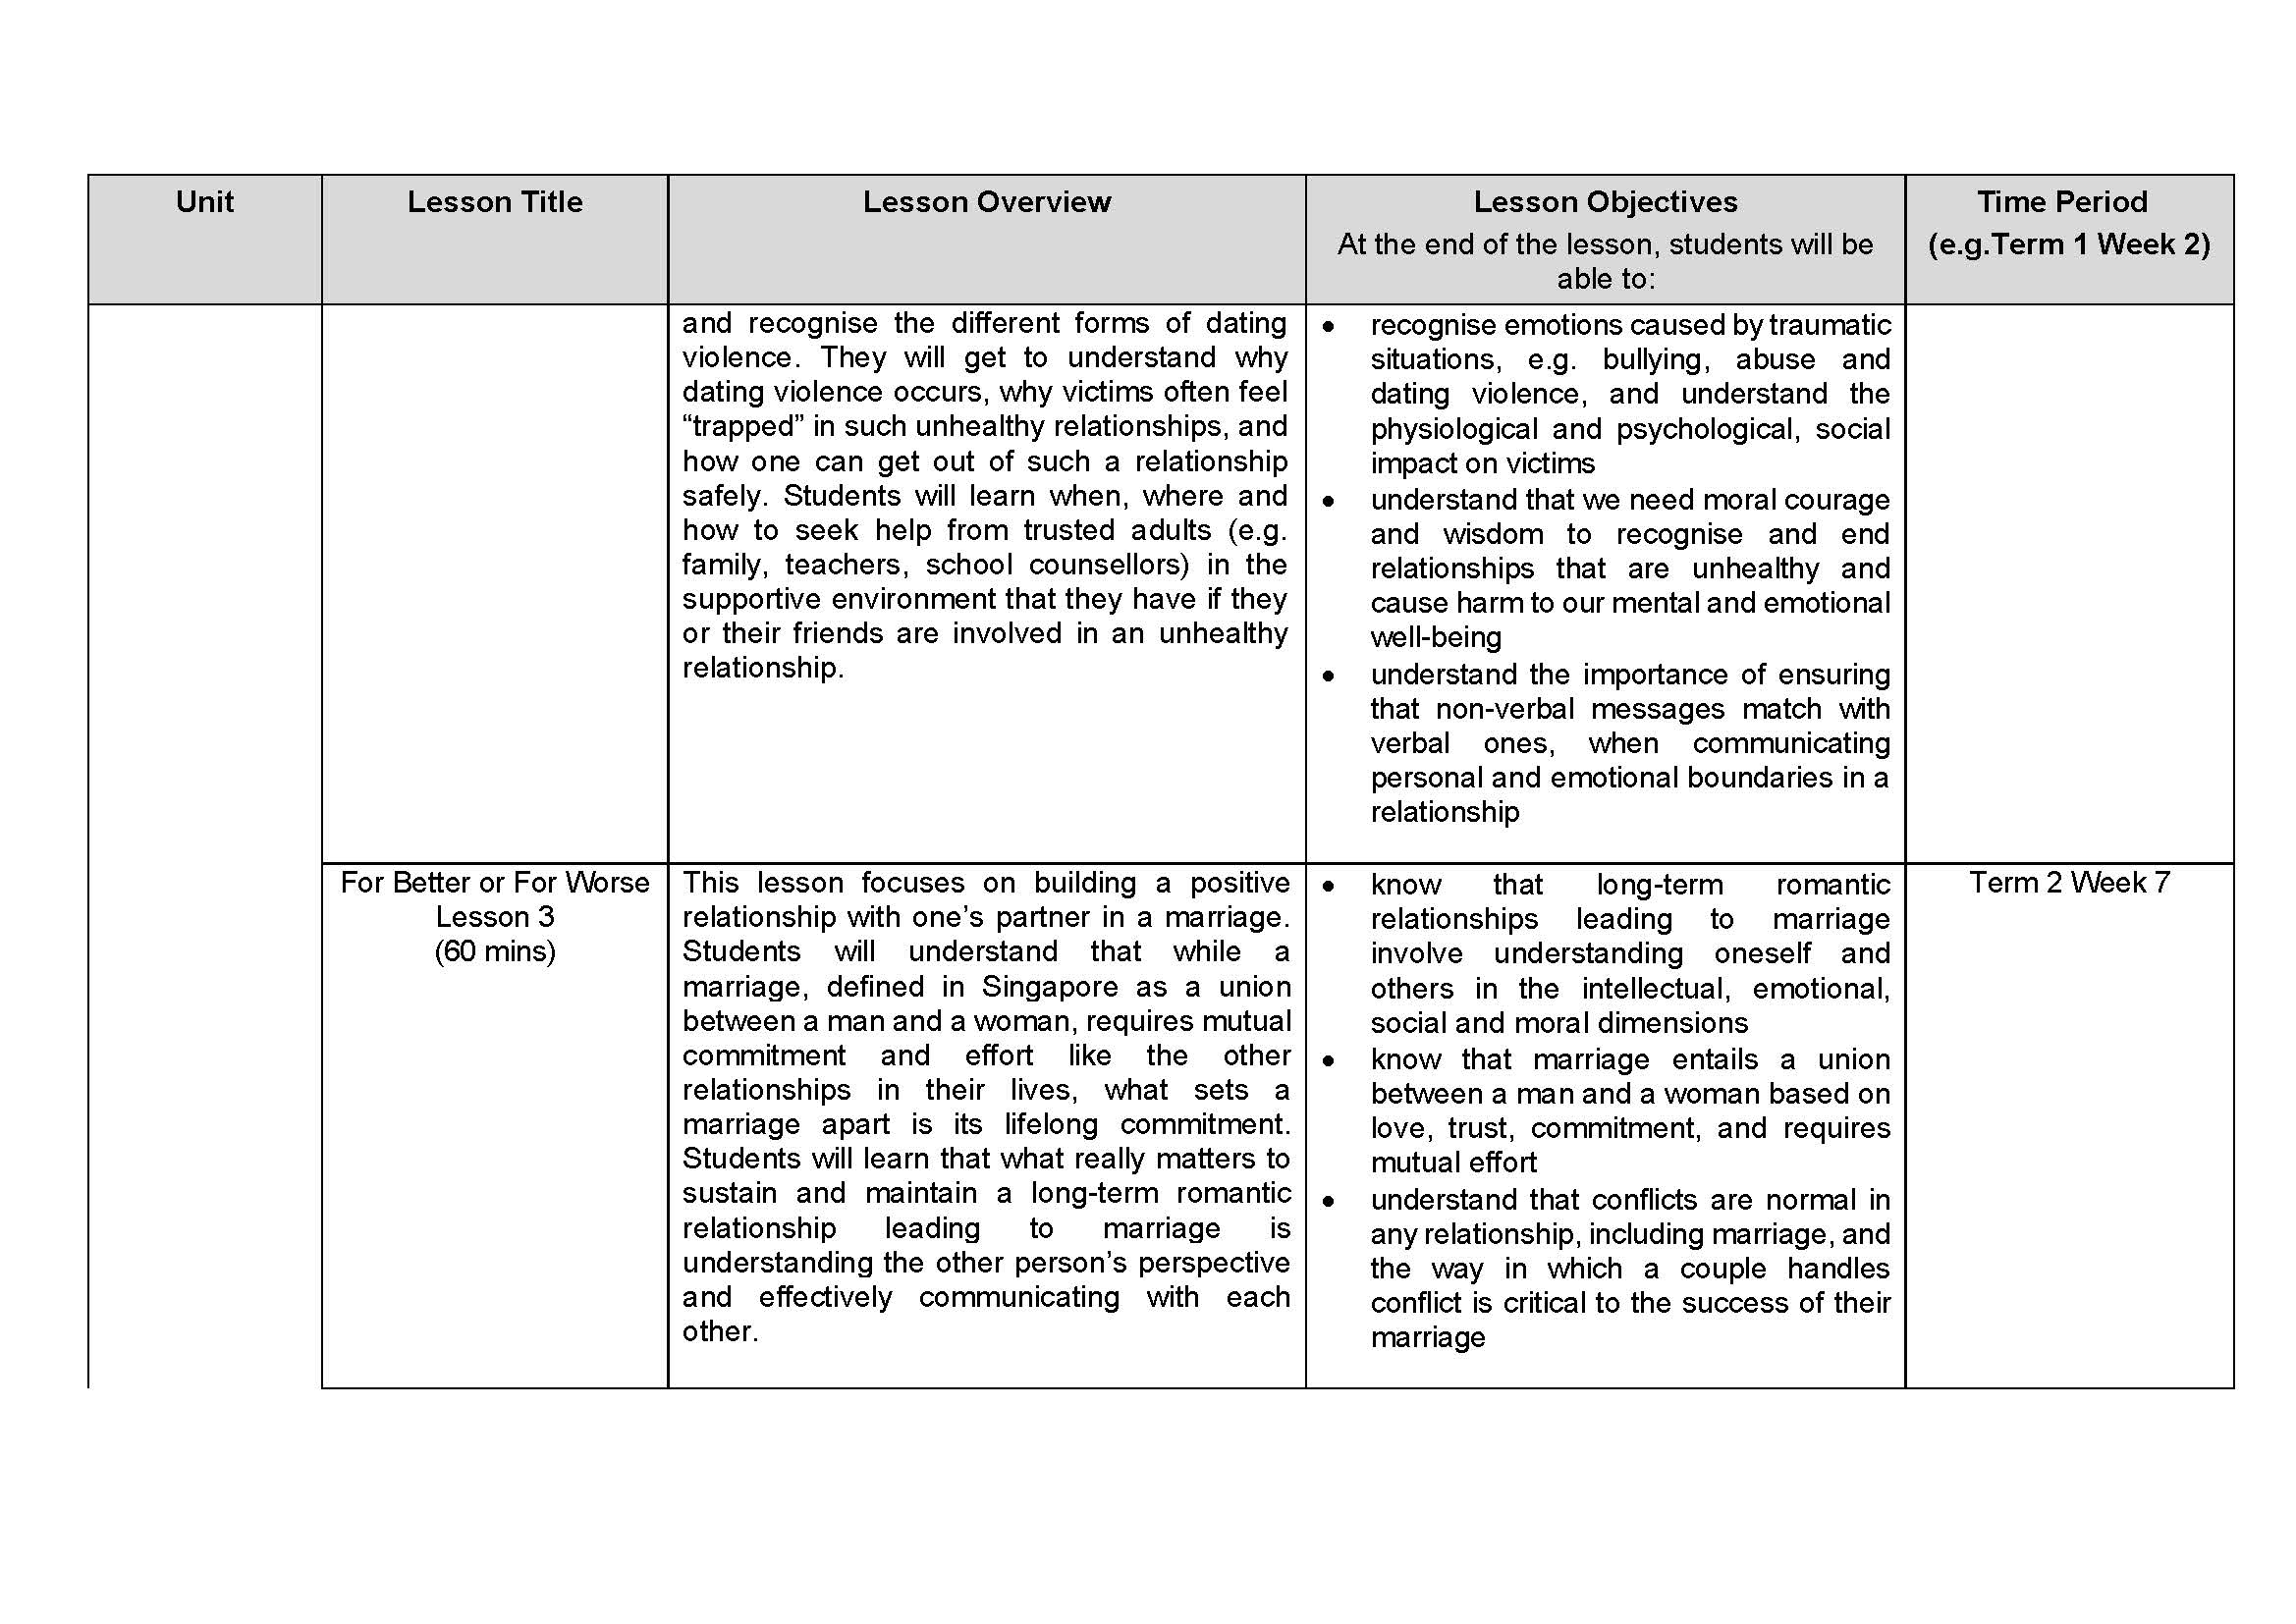 Unit
Lesson Title
Lesson Overview
Lesson Objectives
At the end of the lesson, students will be
able to:
Time Period
(e.g.Term 1 Week 2)
and recognise the different forms of dating
violence. They will get to understand why
dating violence occurs, why victims often feel
“trapped” in such unhealthy relationships, and
how one can get out of such a relationship
safely. Students will learn when, where and
how to seek help from trusted adults (e.g.
family, teachers, school counsellors) in the
supportive environment that they have if they
or their friends are involved in an unhealthy
relationship.
• recognise emotions caused by traumatic
situations, e.g. bullying, abuse and
dating violence, and understand the
physiological and psychological, social
impact on victims
• understand that we need moral courage
and wisdom to recognise and end
relationships that are unhealthy and
cause harm to our mental and emotional
well-being
• understand the importance of ensuring
that non-verbal messages match with
verbal ones, when communicating
personal and emotional boundaries in a
relationship
For Better or For Worse
Lesson 3
(60 mins)
This lesson focuses on building a positive
relationship with one’s partner in a marriage.
Students will understand that while a
marriage, defined in Singapore as a union
between a man and a woman, requires mutual
commitment and effort like the other
relationships in their lives, what sets a
marriage apart is its lifelong commitment.
Students will learn that what really matters to
sustain and maintain a long-term romantic
relationship leading to marriage is
understanding the other person’s perspective
and effectively communicating with each
other.
• know that long-term romantic
relationships leading to marriage
involve understanding oneself and
others in the intellectual, emotional,
social and moral dimensions
• know that marriage entails a union
between a man and a woman based on
love, trust, commitment, and requires
mutual effort
• understand that conflicts are normal in
any relationship, including marriage, and
the way in which a couple handles
conflict is critical to the success of their
marriage
Term 2 Week 7